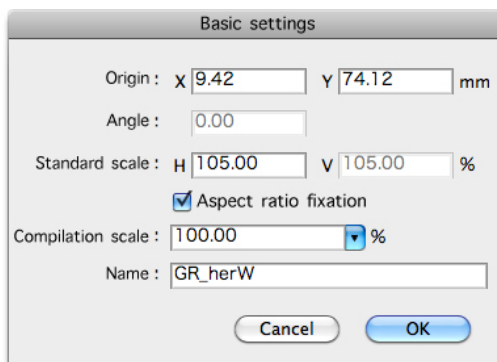 Basic settings
Origin : X 9.42 Y 74.12 mm
Angle : 0.00
Standard scale : H 105.00 V 105.00 %
Aspect ratio fixation
Compilation scale : 100.00 %
Name : GR_herW
Cancel OK